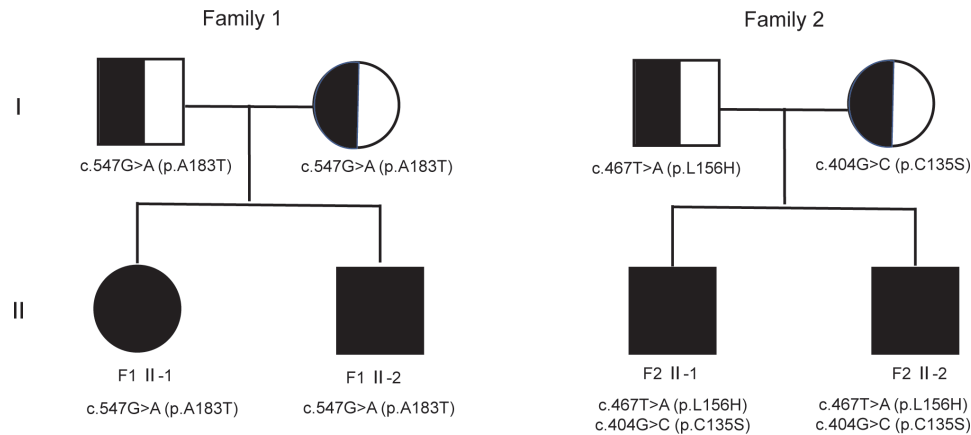 Family 1
Family 2
I
c.547G>A (p.A183T)
c.547G>A (p.A183T)
c.467T>A (p.L156H)
c.404G>C (p.C135S)
II
F1 II-1
F1 II-2
F2 II-1
F2 II-2
c.547G>A (p.A183T)
c.547G>A (p.A183T)
c.467T>A (p.L156H)
c.404G>C (p.C135S)
c.467T>A (p.L156H)
c.404G>C (p.C135S)